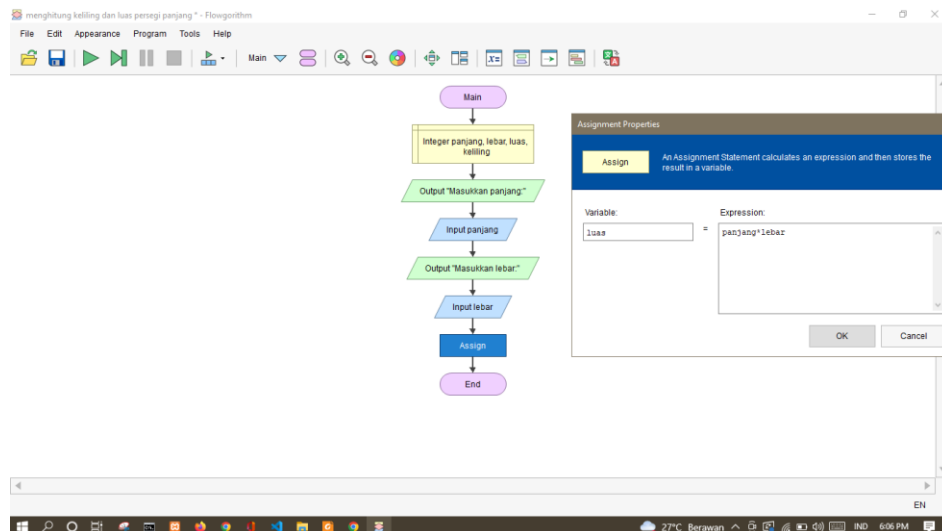 menghitung keliling dan luas persegi panjang * - Flowgorithm
File Edit Appearance Program Tools Help
Main
Main
Integer panjang, lebar, luas,
keliling
Output "Masukkan panjang:"
Input panjang
Output "Masukkan lebar:"
Input lebar
Assign
End
Assignment Properties
Assign
An Assignment Statement calculates an expression and then stores the
result in a variable.
Variable:
Expression:
luas
=
panjang*lebar
OK
Cancel
EN
27°C Berawan
IND
6:06 PM